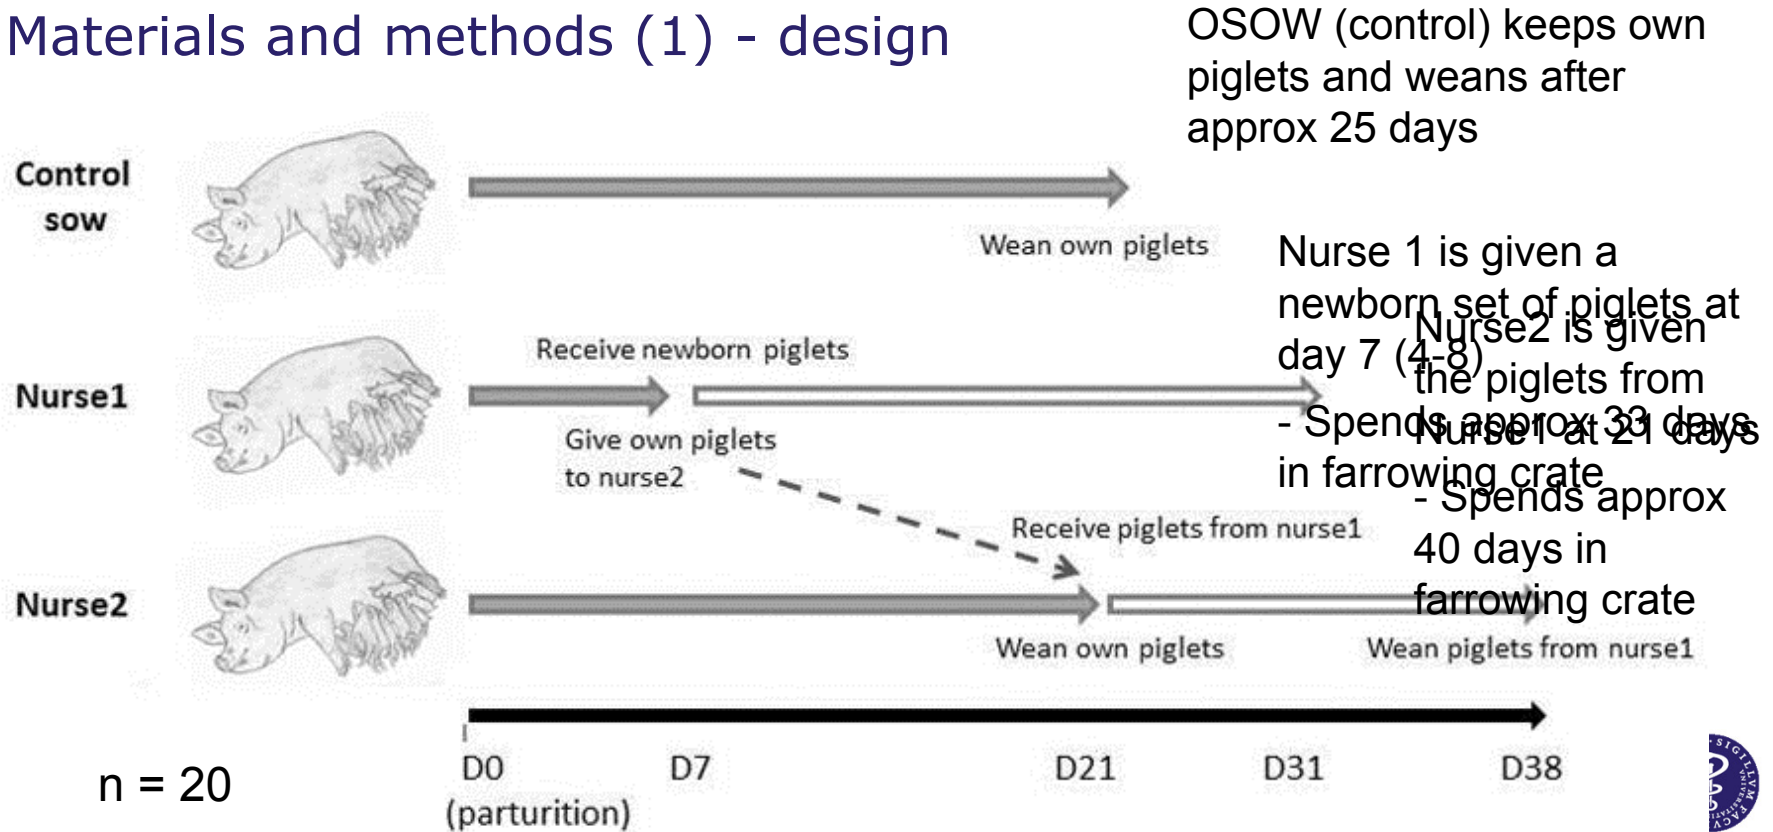 Materials and methods (1) - design
OSOW (control) keeps own
piglets and weans after
approx 25 days
Control
sow
Wean own piglets
Nurse 1 is given a
newborn set of piglets at
day 7 (4-8)
- Spends approx 33 days
in farrowing crate
Nurse2 is given
the piglets from
Nurse1 at 21 days
- Spends approx
40 days in
farrowing crate
Receive newborn piglets
Nurse1
Give own piglets
to nurse2
Receive piglets from nurse1
Nurse2
Wean own piglets
Wean piglets from nurse1
D0
D7
D21
D31
D38
(parturition)
n = 20